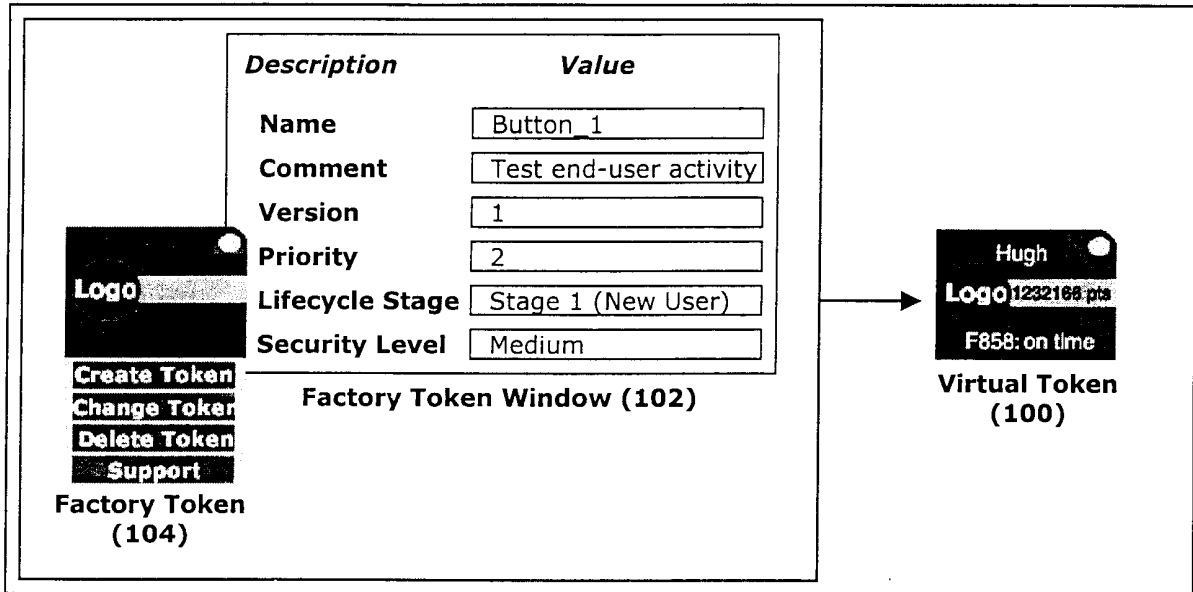 Description Value
Name Button_1
Comment Test end-user activity
Version 1
Priority 2
Lifecycle Stage Stage 1 (New User)
Security Level Medium
Factory Token Window (102)
Logo
Create Token
Change Token
Delete Token
Support
Factory Token
(104)
Hugh
Logo 1232166 pts
F858: on time
Virtual Token
(100)